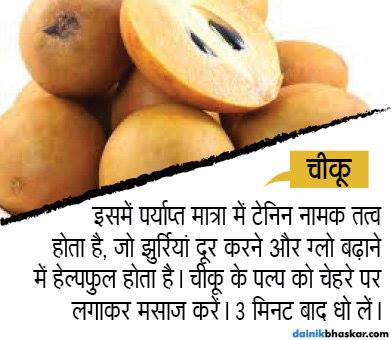 चीकू
इसमें पर्याप्त मात्रा में टेनिन नामक तत्व
होता है, जो झुर्रियां दूर करने और ग्लो बढ़ाने
में हेल्पफुल होता है। चीकू के पल्प को चेहरे पर
लगाकर मसाज करें। 3 मिनट बाद धो लें।
dainikbhaskar.com